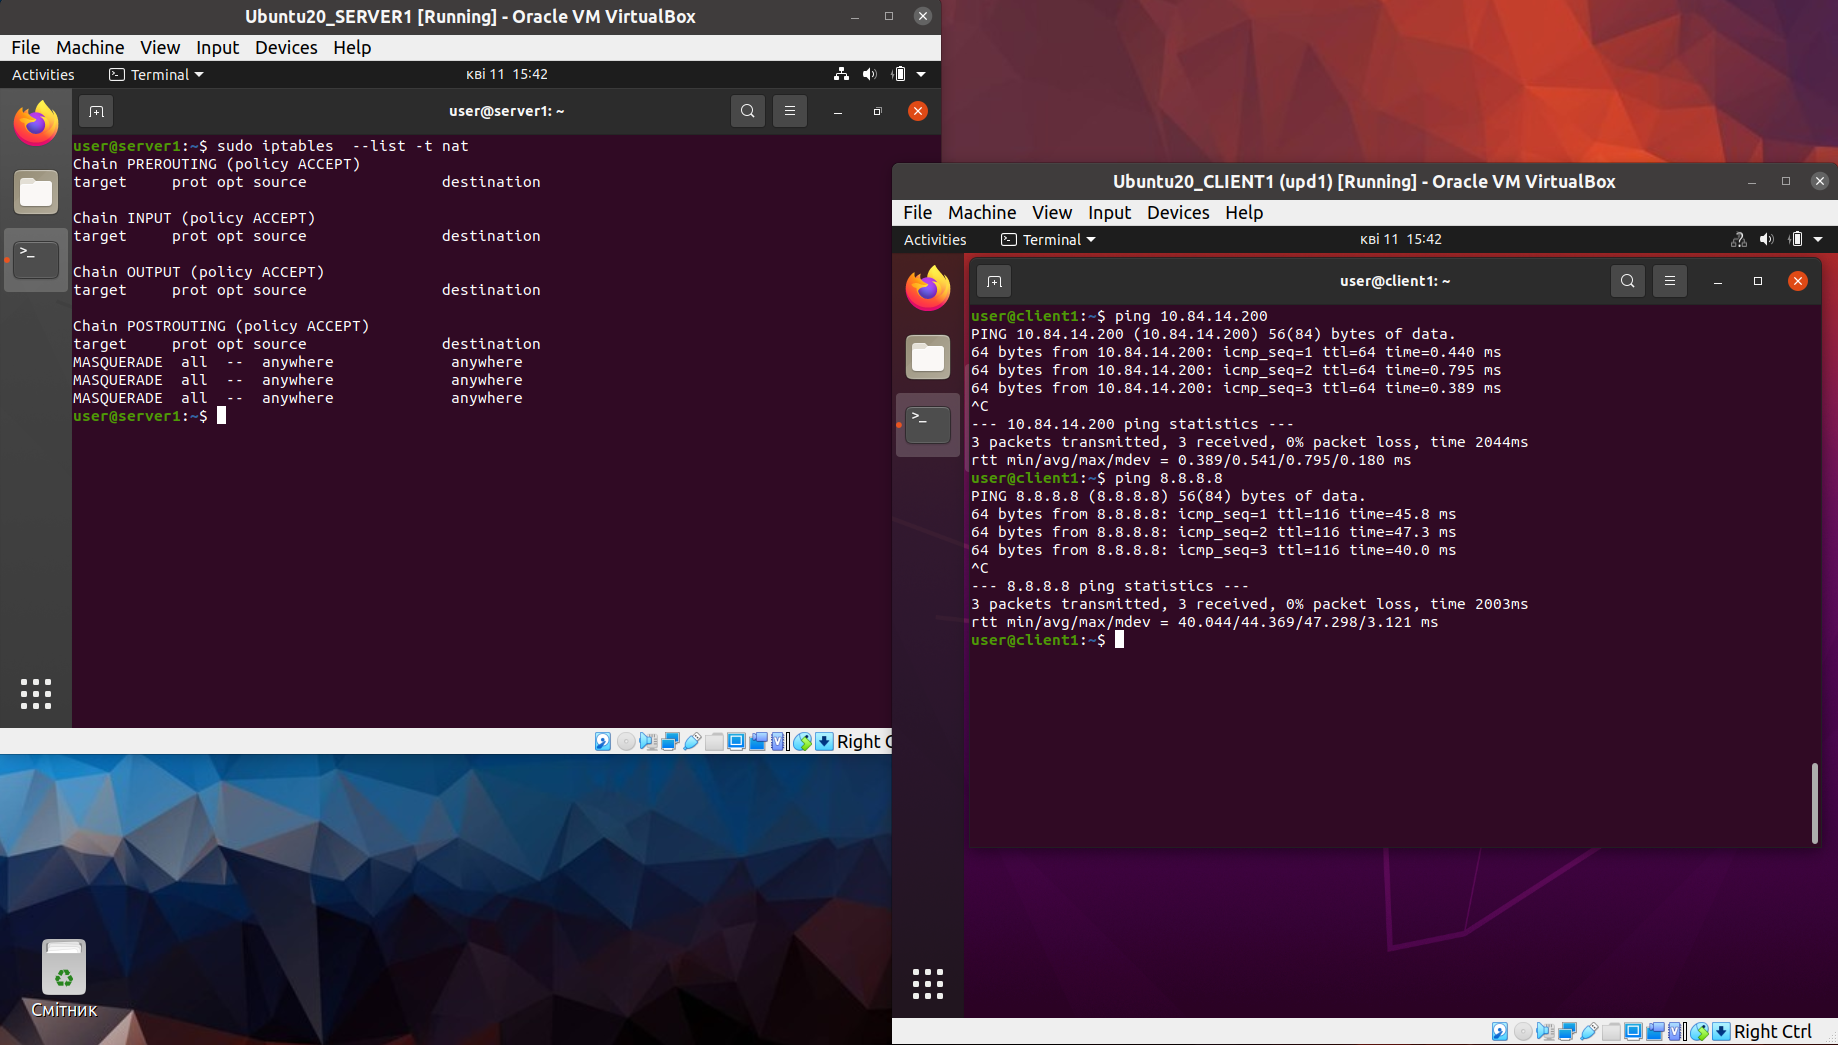 Ubuntu20_SERVER1 [Running] - Oracle VM VirtualBox
File Machine View Input Devices Help
Activities Terminal кві 11 15:42
user@server1: ~
user@server1:~$ sudo iptables  --list -t nat
Chain PREROUTING (policy ACCEPT)
target     prot opt source               destination
Chain INPUT (policy ACCEPT)
target     prot opt source               destination
Chain OUTPUT (policy ACCEPT)
target     prot opt source               destination
Chain POSTROUTING (policy ACCEPT)
target     prot opt source               destination
MASQUERADE  all  --  anywhere             anywhere
MASQUERADE  all  --  anywhere             anywhere
MASQUERADE  all  --  anywhere             anywhere
user@server1:~$
Right C
Смітник
Ubuntu20_CLIENT1 (upd1) [Running] - Oracle VM VirtualBox
File Machine View Input Devices Help
Activities Terminal кві 11 15:42
user@client1: ~
user@client1:~$ ping 10.84.14.200
PING 10.84.14.200 (10.84.14.200) 56(84) bytes of data.
64 bytes from 10.84.14.200: icmp_seq=1 ttl=64 time=0.440 ms
64 bytes from 10.84.14.200: icmp_seq=2 ttl=64 time=0.795 ms
64 bytes from 10.84.14.200: icmp_seq=3 ttl=64 time=0.389 ms
^C
--- 10.84.14.200 ping statistics ---
3 packets transmitted, 3 received, 0% packet loss, time 2044ms
rtt min/avg/max/mdev = 0.389/0.541/0.795/0.180 ms
user@client1:~$ ping 8.8.8.8
PING 8.8.8.8 (8.8.8.8) 56(84) bytes of data.
64 bytes from 8.8.8.8: icmp_seq=1 ttl=116 time=45.8 ms
64 bytes from 8.8.8.8: icmp_seq=2 ttl=116 time=47.3 ms
64 bytes from 8.8.8.8: icmp_seq=3 ttl=116 time=40.0 ms
^C
--- 8.8.8.8 ping statistics ---
3 packets transmitted, 3 received, 0% packet loss, time 2003ms
rtt min/avg/max/mdev = 40.044/44.369/47.298/3.121 ms
user@client1:~$
Right Ctrl